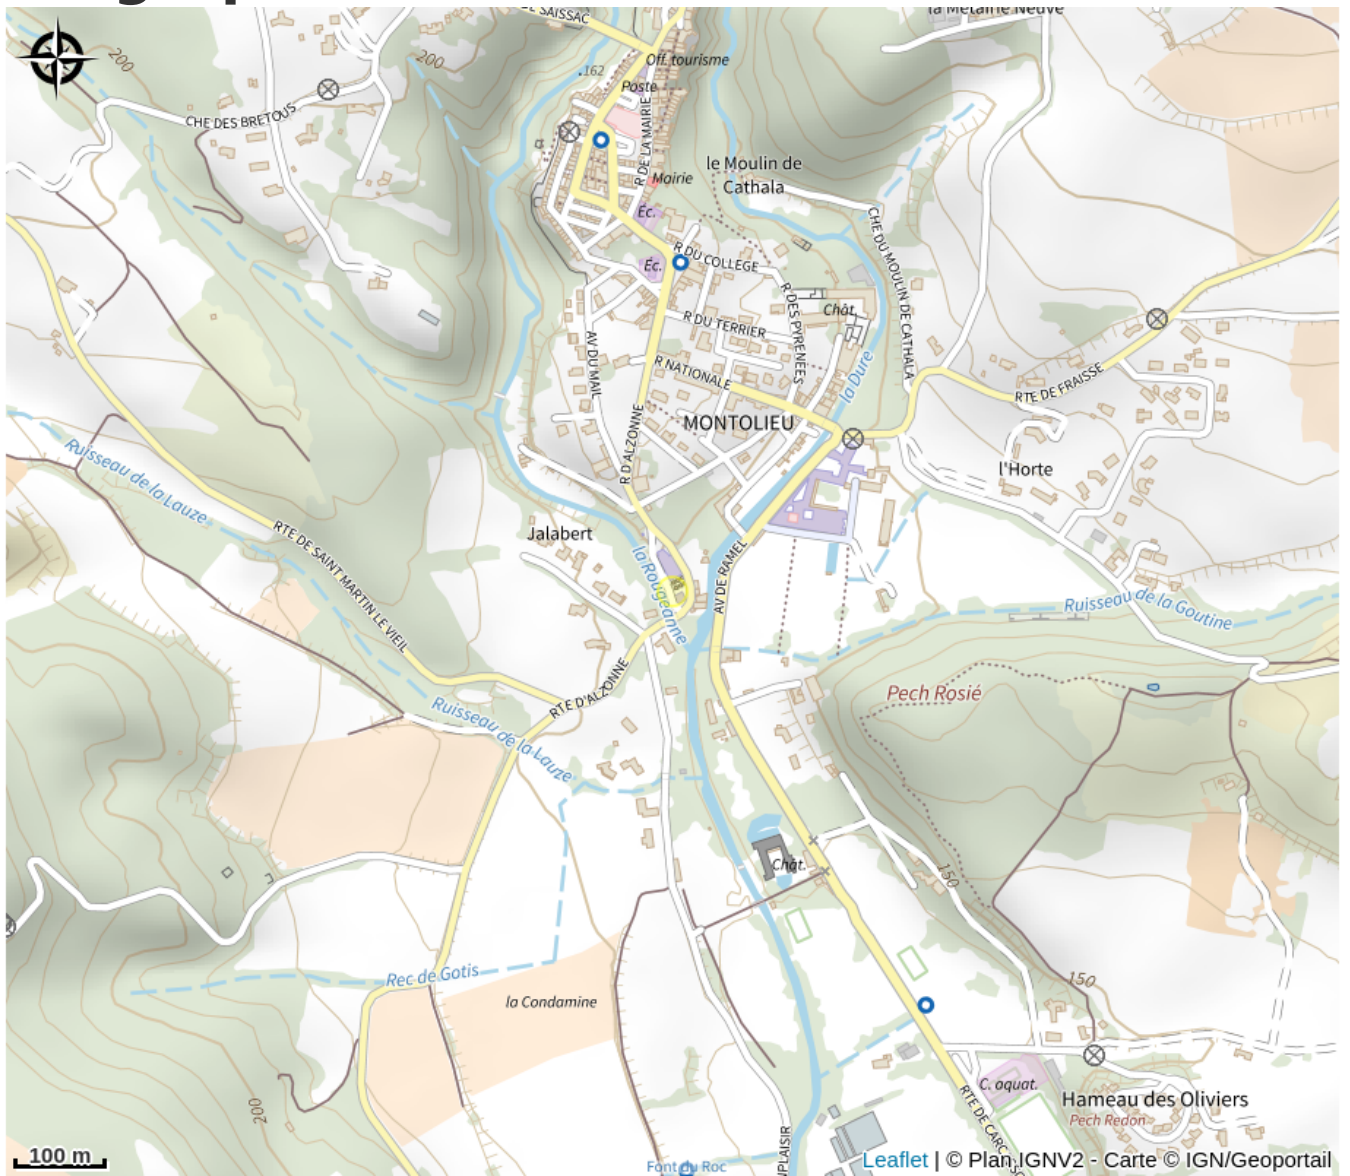 DE SAISSAC
la Métairie Neuve
200
200
Off. tourisme
.162
Poste
CHE DES BRETOUS
R DE LA MAIRIE
le Moulin de
Cathala
Mairie
Éc.
CHE DU MOULIN DE CATHALA
R DU COLLEGE
Éc.
R DES PYRENEES
Chât.
R DU TERRIER
AV DU MAIL
R NATIONALE
la Dure
RTE DE FRAISSE
MONTOLIEU
R D'ALZONNE
Ruisseau de la Lauze
l'Horte
RTE DE SAINT MARTIN LE VIEIL
Jalabert
la Rougeanne
AV DE RAMEL
Ruisseau de la Goutine
RTE D'ALZONNE
Pech Rosié
Ruisseau de la Lauze
Chât.
150
Rec de Gotis
150
la Condamine
C. aquat.
200
RTE DE CARCASSO
Hameau des Oliviers
Pech Redon
100 m
Font du Roc
NPLAISIR
Leaflet | © Plan IGNV2 - Carte © IGN/Geoportail